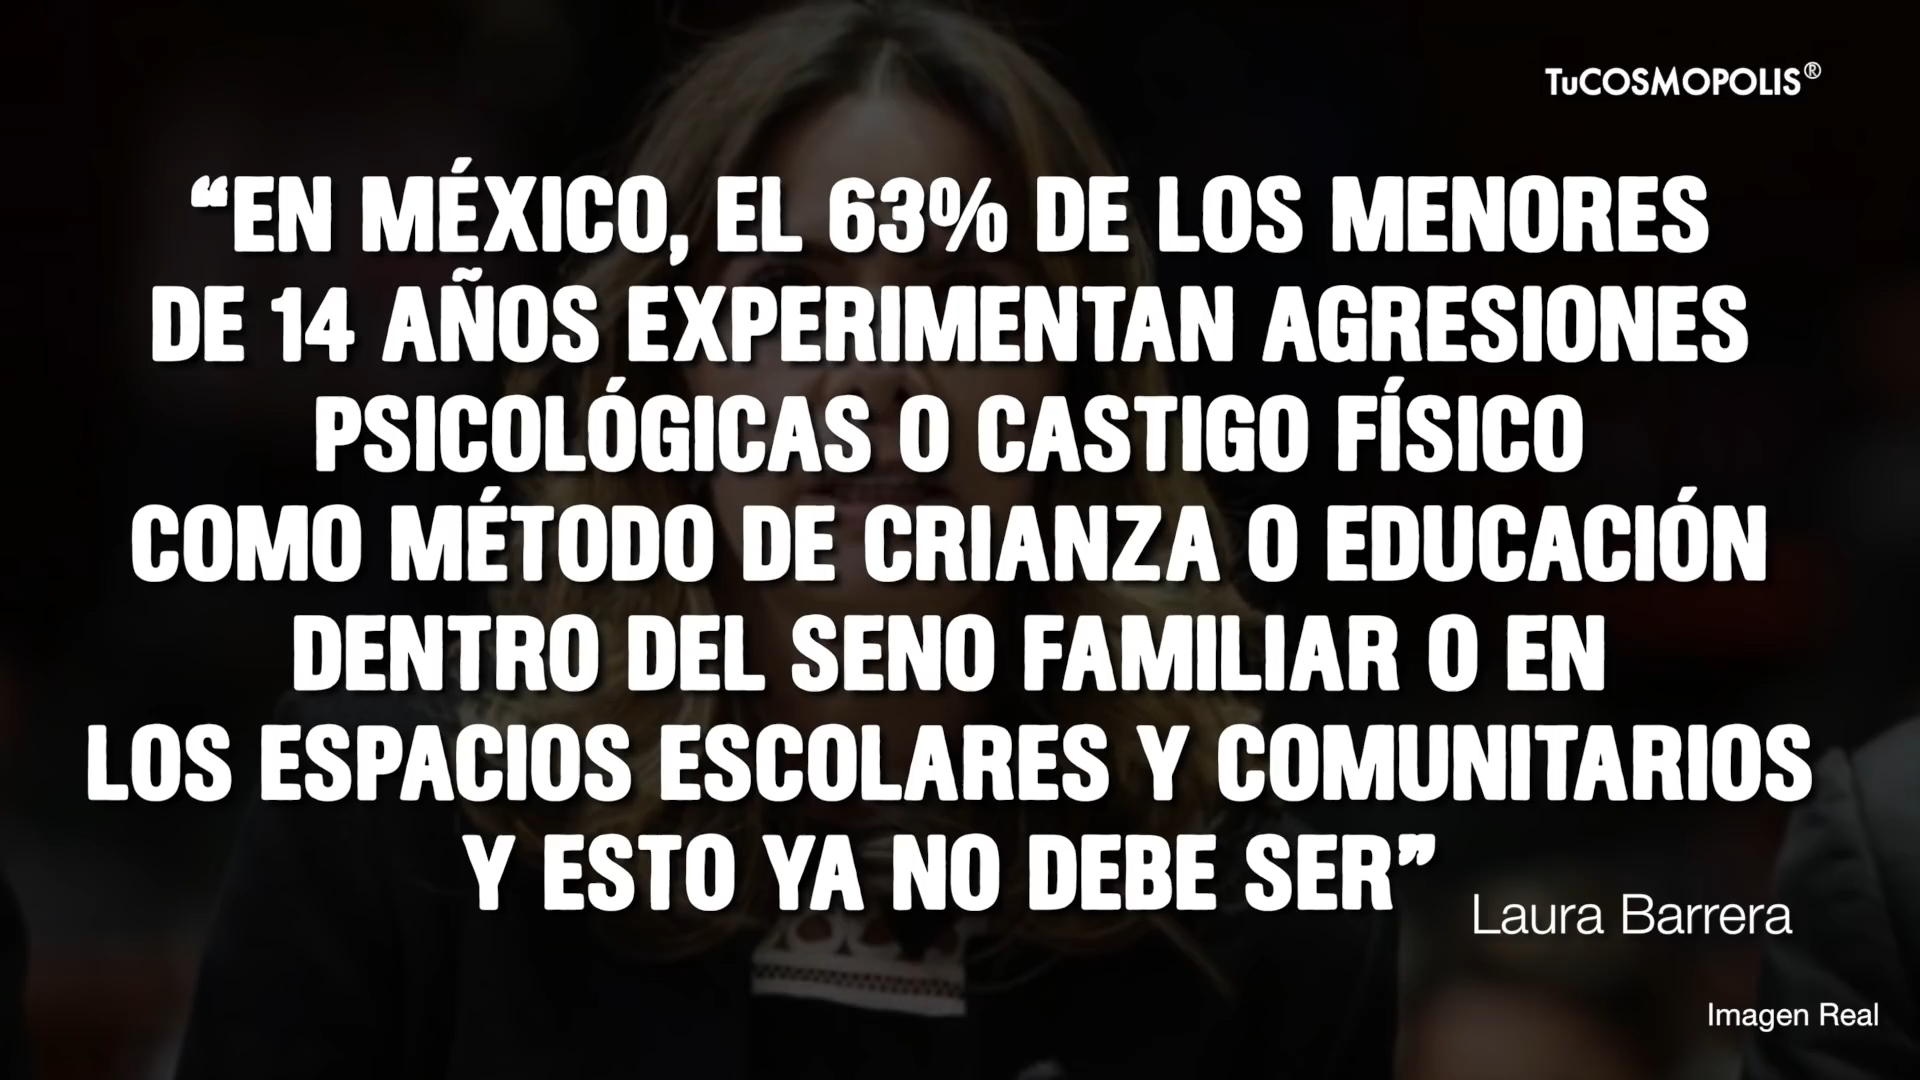 TuCOSMOPOLIS®
“EN MÉXICO, EL 63% DE LOS MENORES
DE 14 AÑOS EXPERIMENTAN AGRESIONES
PSICOLÓGICAS O CASTIGO FÍSICO
COMO MÉTODO DE CRIANZA O EDUCACIÓN
DENTRO DEL SENO FAMILIAR O EN
LOS ESPACIOS ESCOLARES Y COMUNITARIOS
Y ESTO YA NO DEBE SER”
Laura Barrera
Imagen Real